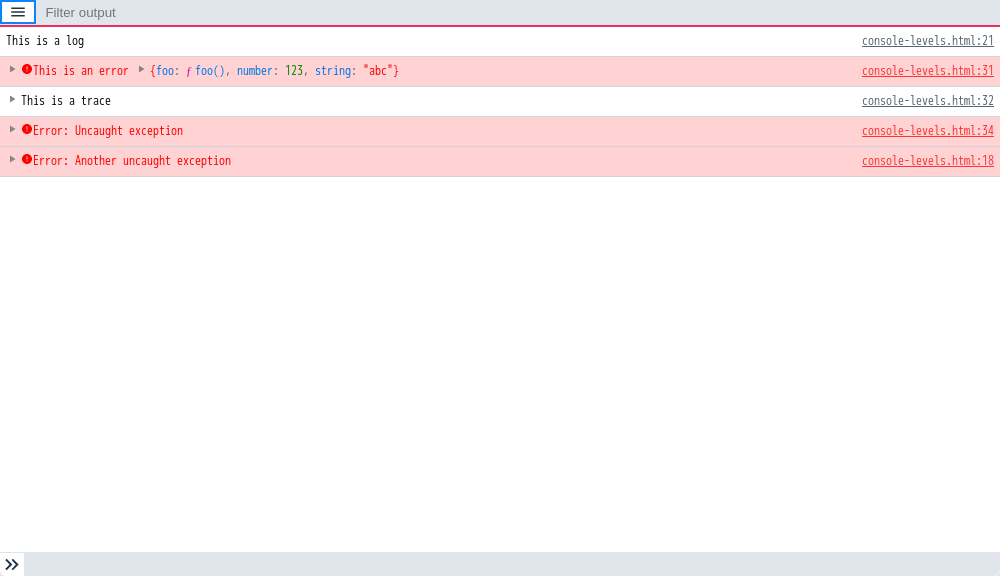 Filter output
This is a log console-levels.html:21
This is an error {foo: ƒ foo(), number: 123, string: "abc"} console-levels.html:31
This is a trace console-levels.html:32
Error: Uncaught exception console-levels.html:34
Error: Another uncaught exception console-levels.html:18